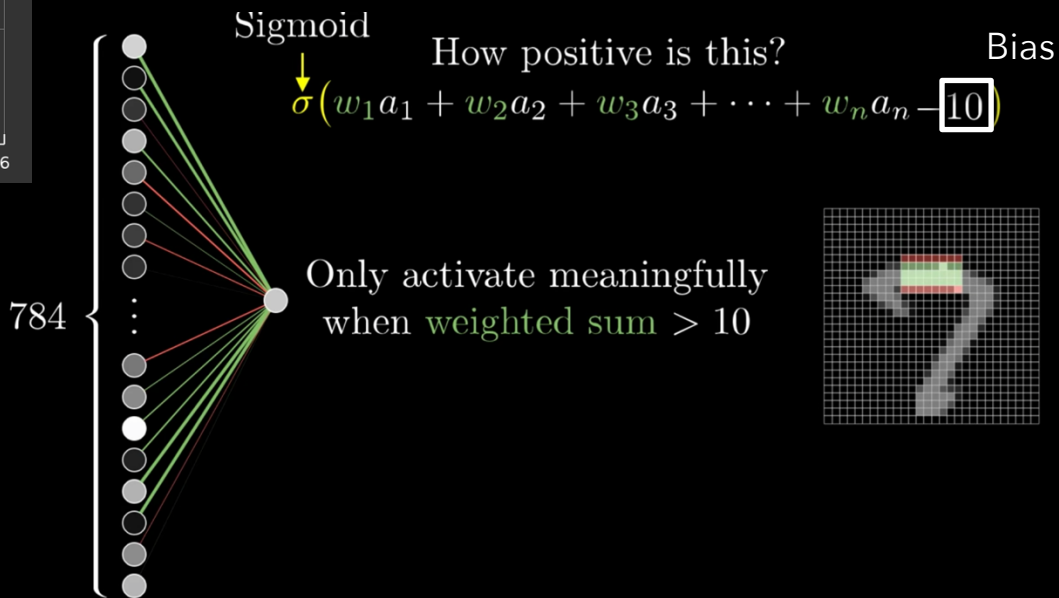 Sigmoid
How positive is this?
Bias
σ(w₁a₁ + w₂a₂ + w₃a₃ + ⋯ + wₙaₙ – 10)
6
784
Only activate meaningfully
when weighted sum > 10